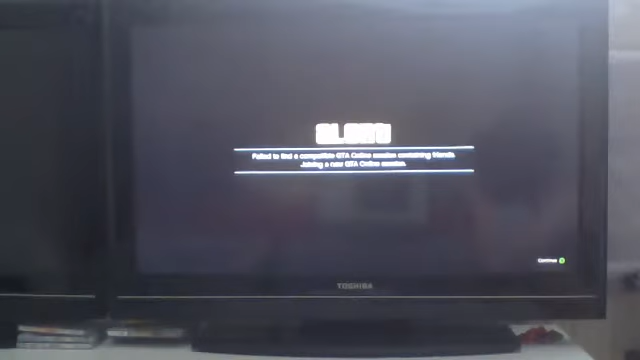 ALERT
Failed to find a compatible GTA Online session containing friends.
Joining a new GTA Online session.
Continue
TOSHIBA